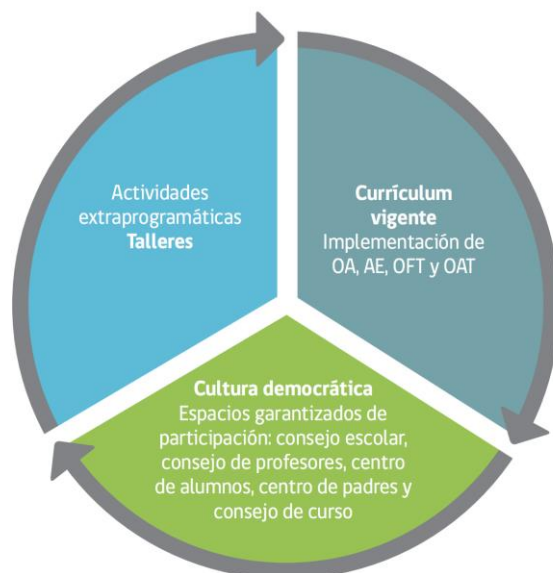 Actividades
extraprogramáticas
Talleres
Currículum
vigente
Implementación de
OA, AE, OFT y OAT
Cultura democrática
Espacios garantizados de
participación: consejo escolar,
consejo de profesores, centro
de alumnos, centro de padres y
consejo de curso